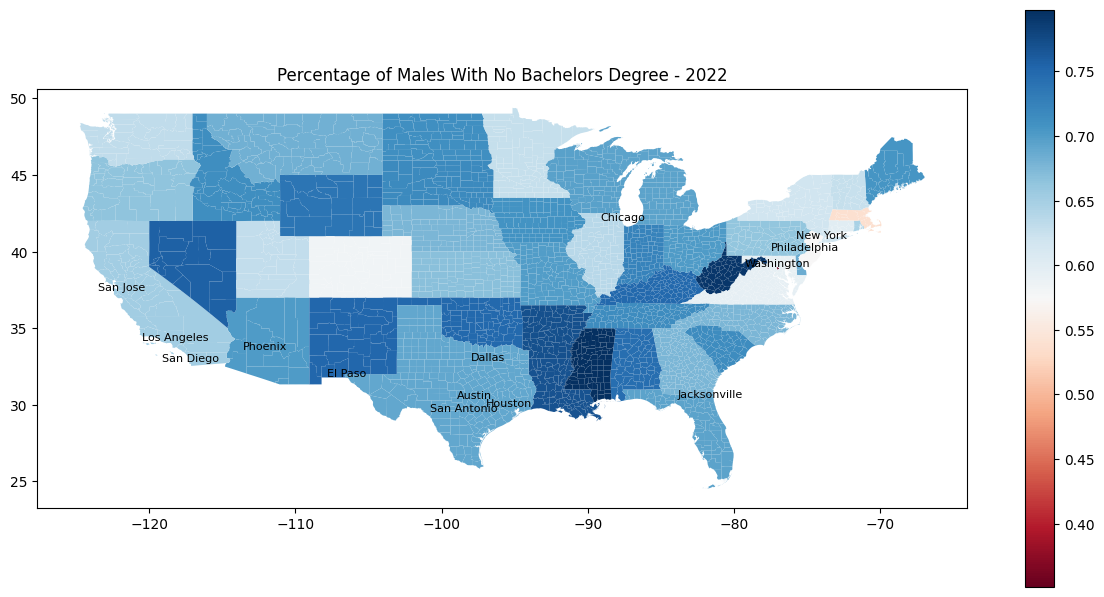 Percentage of Males With No Bachelors Degree - 2022
50
45
40
35
30
25
−120
−110
−100
−90
−80
−70
Chicago
New York
Philadelphia
Washington
San Jose
Los Angeles
Phoenix
San Diego
Dallas
El Paso
Austin
Jacksonville
San Antonio
Houston
0.75
0.70
0.65
0.60
0.55
0.50
0.45
0.40